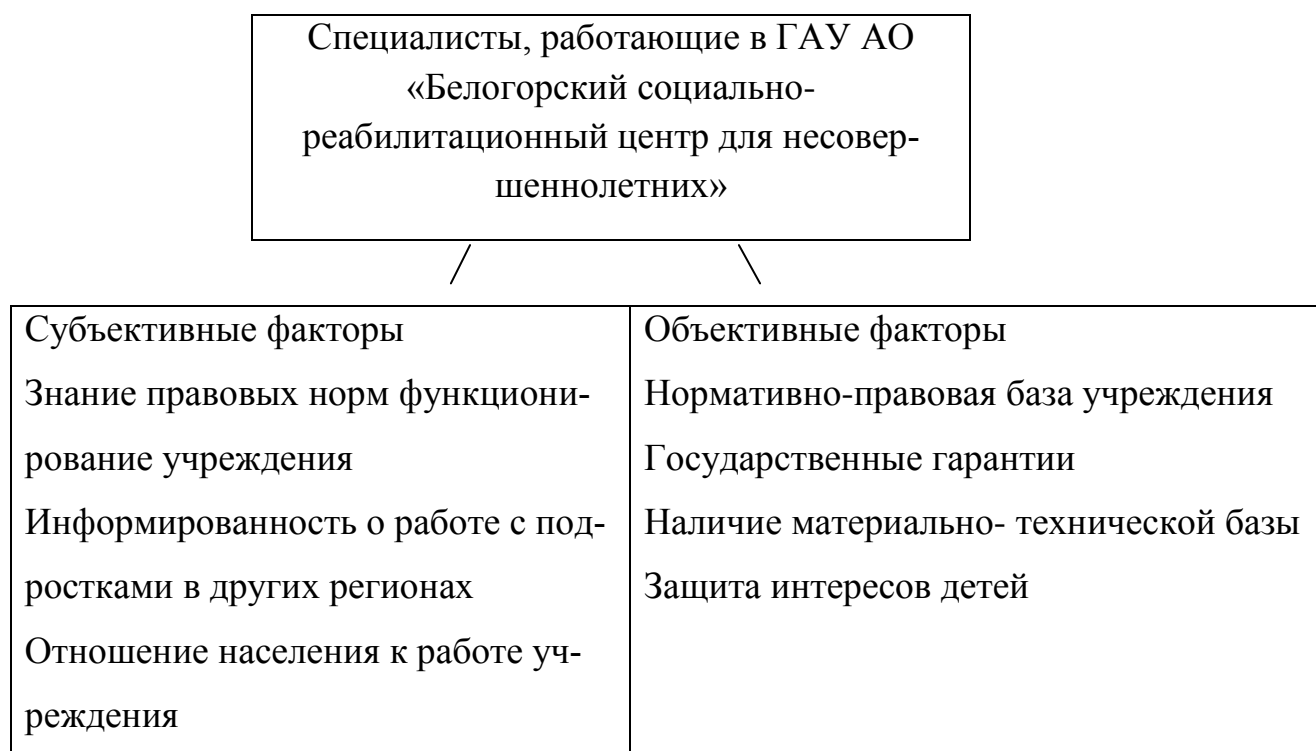 Специалисты, работающие в ГАУ АО
«Белогорский социально-
реабилитационный центр для несовер-
шеннолетних»
Субъективные факторы
Знание правовых норм функциони-
рование учреждения
Информированность о работе с под-
ростками в других регионах
Отношение населения к работе уч-
реждения
Объективные факторы
Нормативно-правовая база учреждения
Государственные гарантии
Наличие материально- технической базы
Защита интересов детей